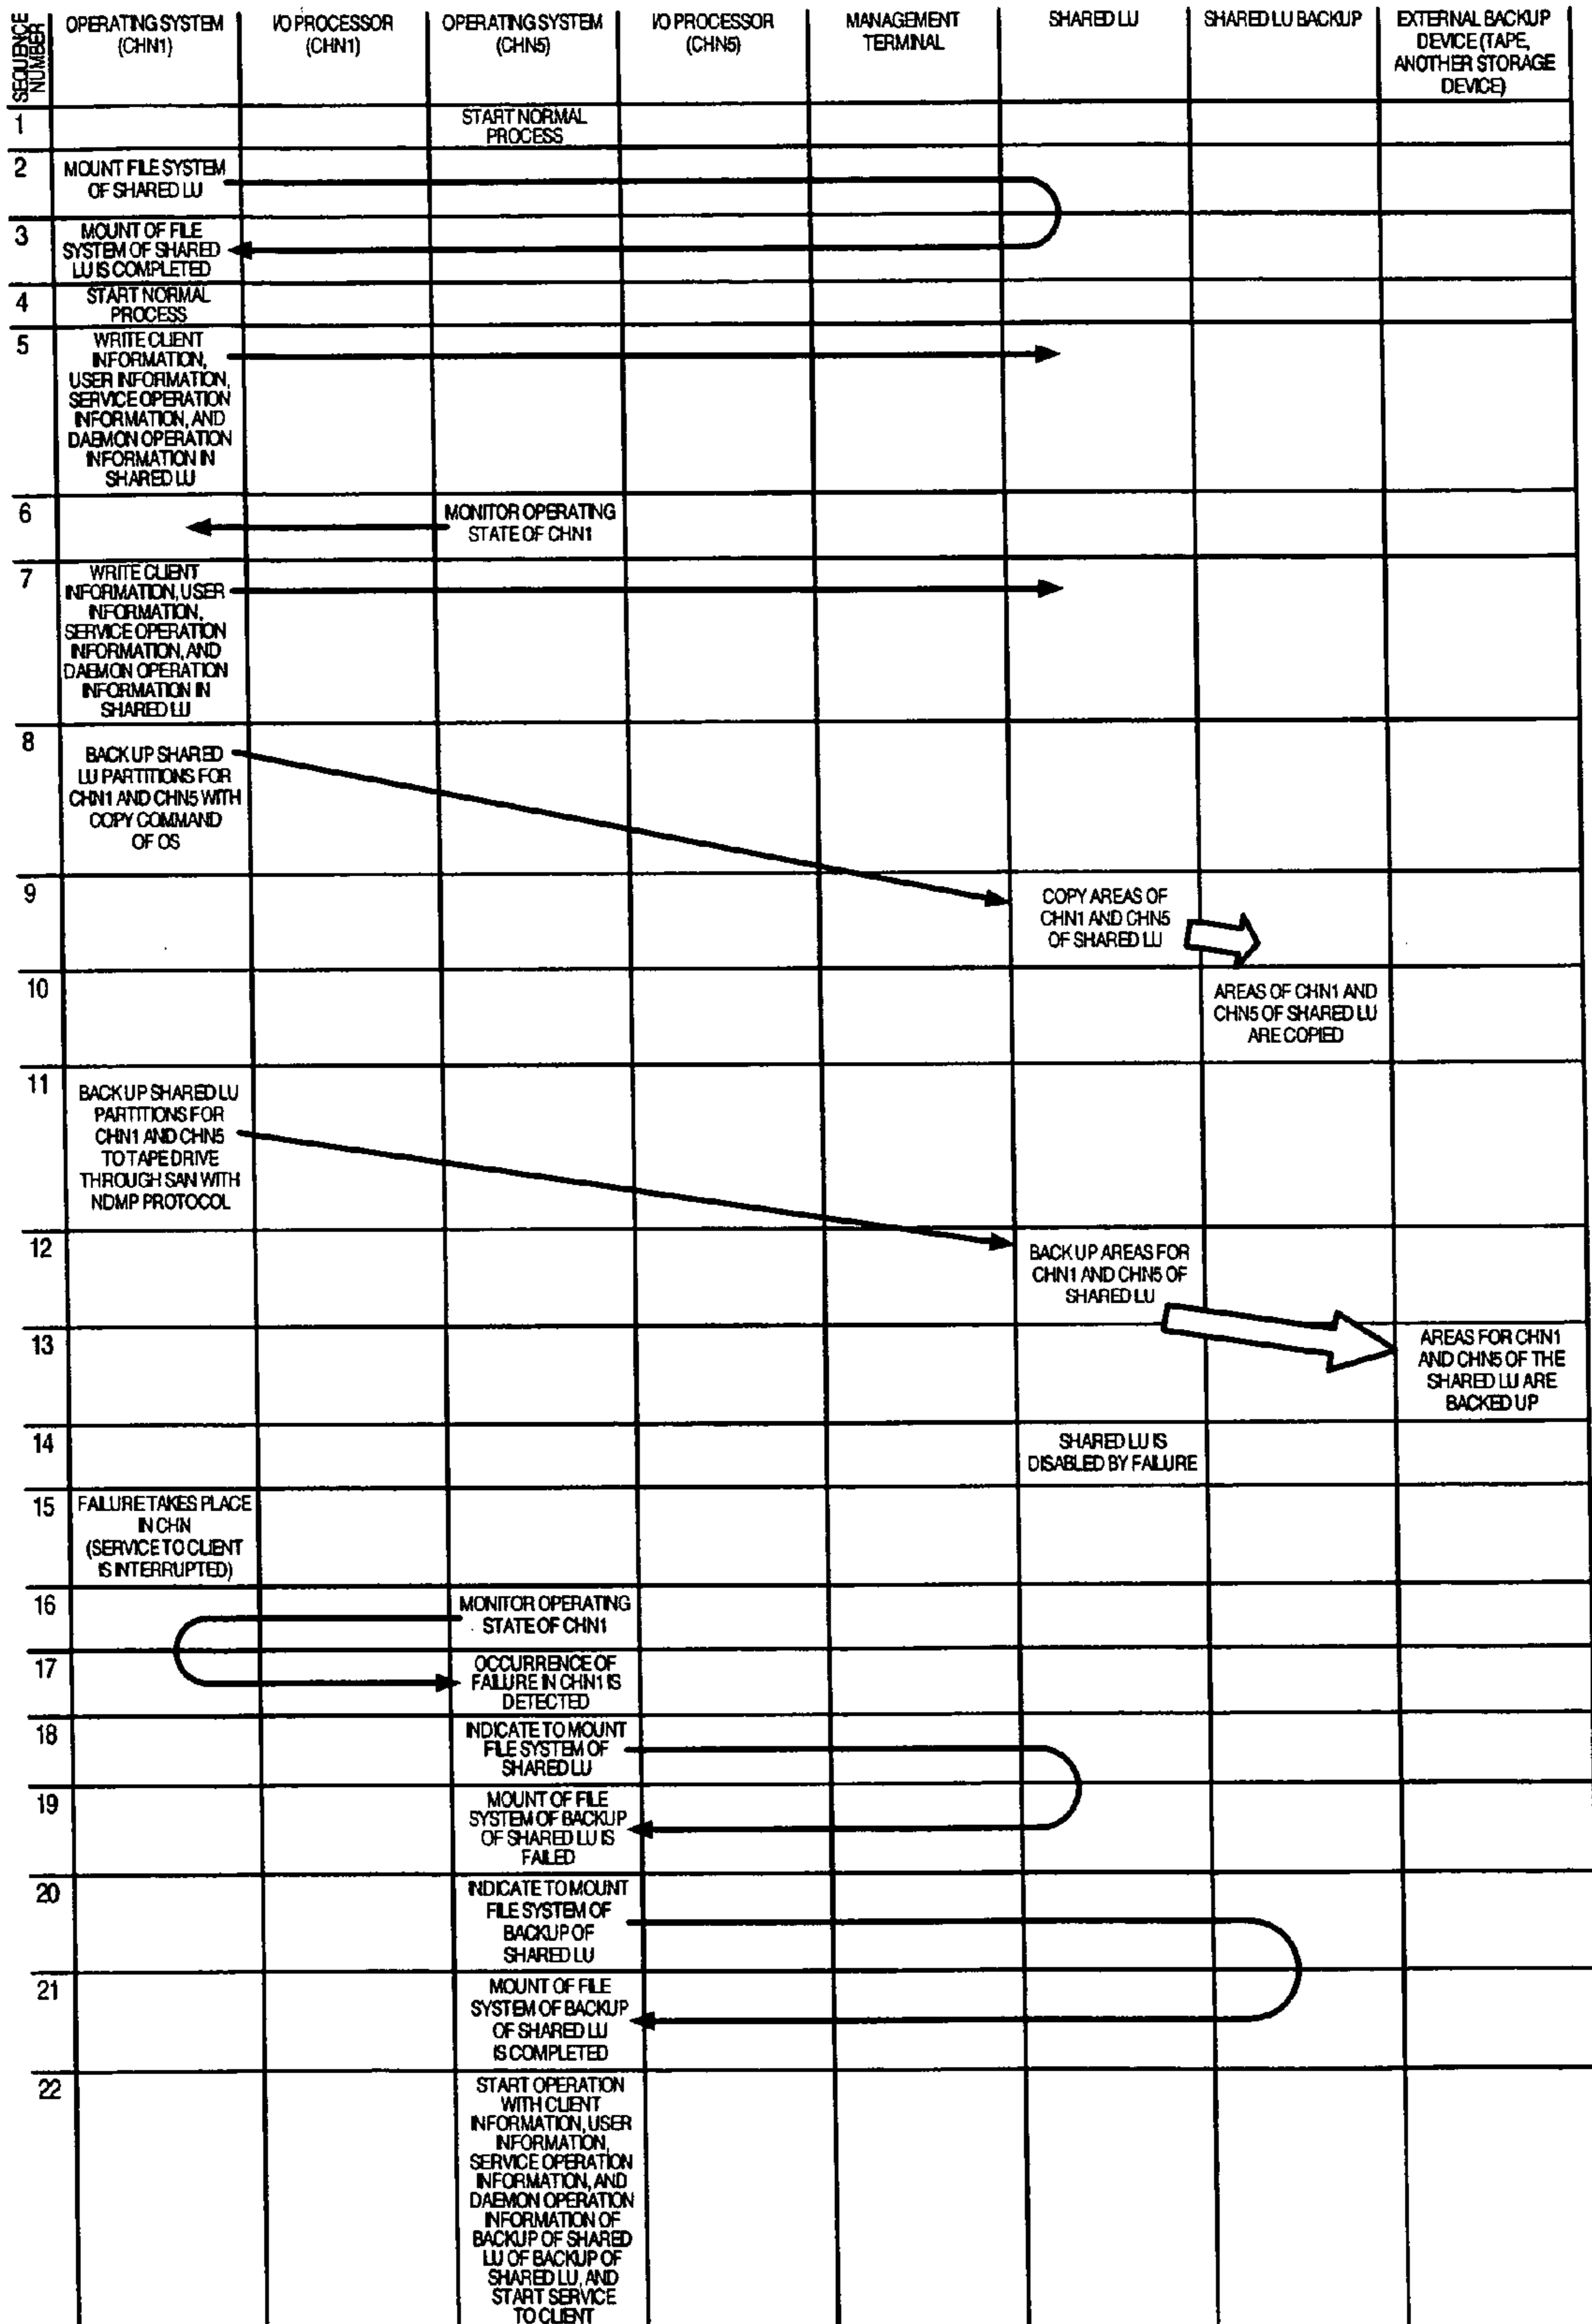 SEQUENCE
NUMBER
OPERATING SYSTEM
(CHN1)
I/O PROCESSOR
(CHN1)
OPERATING SYSTEM
(CHN5)
I/O PROCESSOR
(CHN5)
MANAGEMENT
TERMINAL
SHARED LU
SHARED LU BACKUP
EXTERNAL BACKUP
DEVICE (TAPE,
ANOTHER STORAGE
DEVICE)
1
START NORMAL
PROCESS
2
MOUNT FILE SYSTEM
OF SHARED LU
3
MOUNT OF FILE
SYSTEM OF SHARED
LU IS COMPLETED
4
START NORMAL
PROCESS
5
WRITE CLIENT
INFORMATION,
USER INFORMATION,
SERVICE OPERATION
INFORMATION, AND
DAEMON OPERATION
INFORMATION IN
SHARED LU
6
MONITOR OPERATING
STATE OF CHN1
7
WRITE CLIENT
INFORMATION, USER
INFORMATION,
SERVICE OPERATION
INFORMATION, AND
DAEMON OPERATION
INFORMATION IN
SHARED LU
8
BACK UP SHARED
LU PARTITIONS FOR
CHN1 AND CHN5 WITH
COPY COMMAND
OF OS
9
COPY AREAS OF
CHN1 AND CHN5
OF SHARED LU
10
AREAS OF CHN1 AND
CHN5 OF SHARED LU
ARE COPIED
11
BACK UP SHARED LU
PARTITIONS FOR
CHN1 AND CHN5
TO TAPE DRIVE
THROUGH SAN WITH
NDMP PROTOCOL
12
BACK UP AREAS FOR
CHN1 AND CHN5 OF
SHARED LU
13
AREAS FOR CHN1
AND CHN5 OF THE
SHARED LU ARE
BACKED UP
14
SHARED LU IS
DISABLED BY FAILURE
15
FAILURE TAKES PLACE
IN CHN
(SERVICE TO CLIENT
IS INTERRUPTED)
16
MONITOR OPERATING
STATE OF CHN1
17
OCCURRENCE OF
FAILURE IN CHN1 IS
DETECTED
18
INDICATE TO MOUNT
FILE SYSTEM OF
SHARED LU
19
MOUNT OF FILE
SYSTEM OF BACKUP
OF SHARED LU IS
FAILED
20
INDICATE TO MOUNT
FILE SYSTEM OF
BACKUP OF
SHARED LU
21
MOUNT OF FILE
SYSTEM OF BACKUP
OF SHARED LU
IS COMPLETED
22
START OPERATION
WITH CLIENT
INFORMATION, USER
INFORMATION,
SERVICE OPERATION
INFORMATION, AND
DAEMON OPERATION
INFORMATION OF
BACKUP OF SHARED
LU OF BACKUP OF
SHARED LU, AND
START SERVICE
TO CLIENT